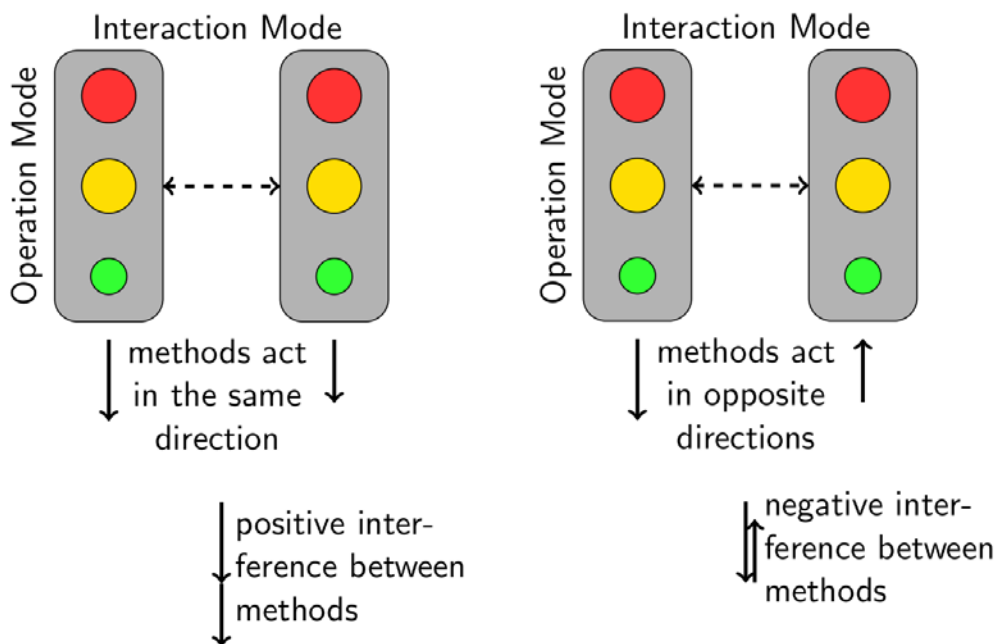 Interaction Mode
Operation Mode
methods act
in the same
direction
positive inter-
ference between
methods
Interaction Mode
Operation Mode
methods act
in opposite
directions
negative inter-
ference between
methods